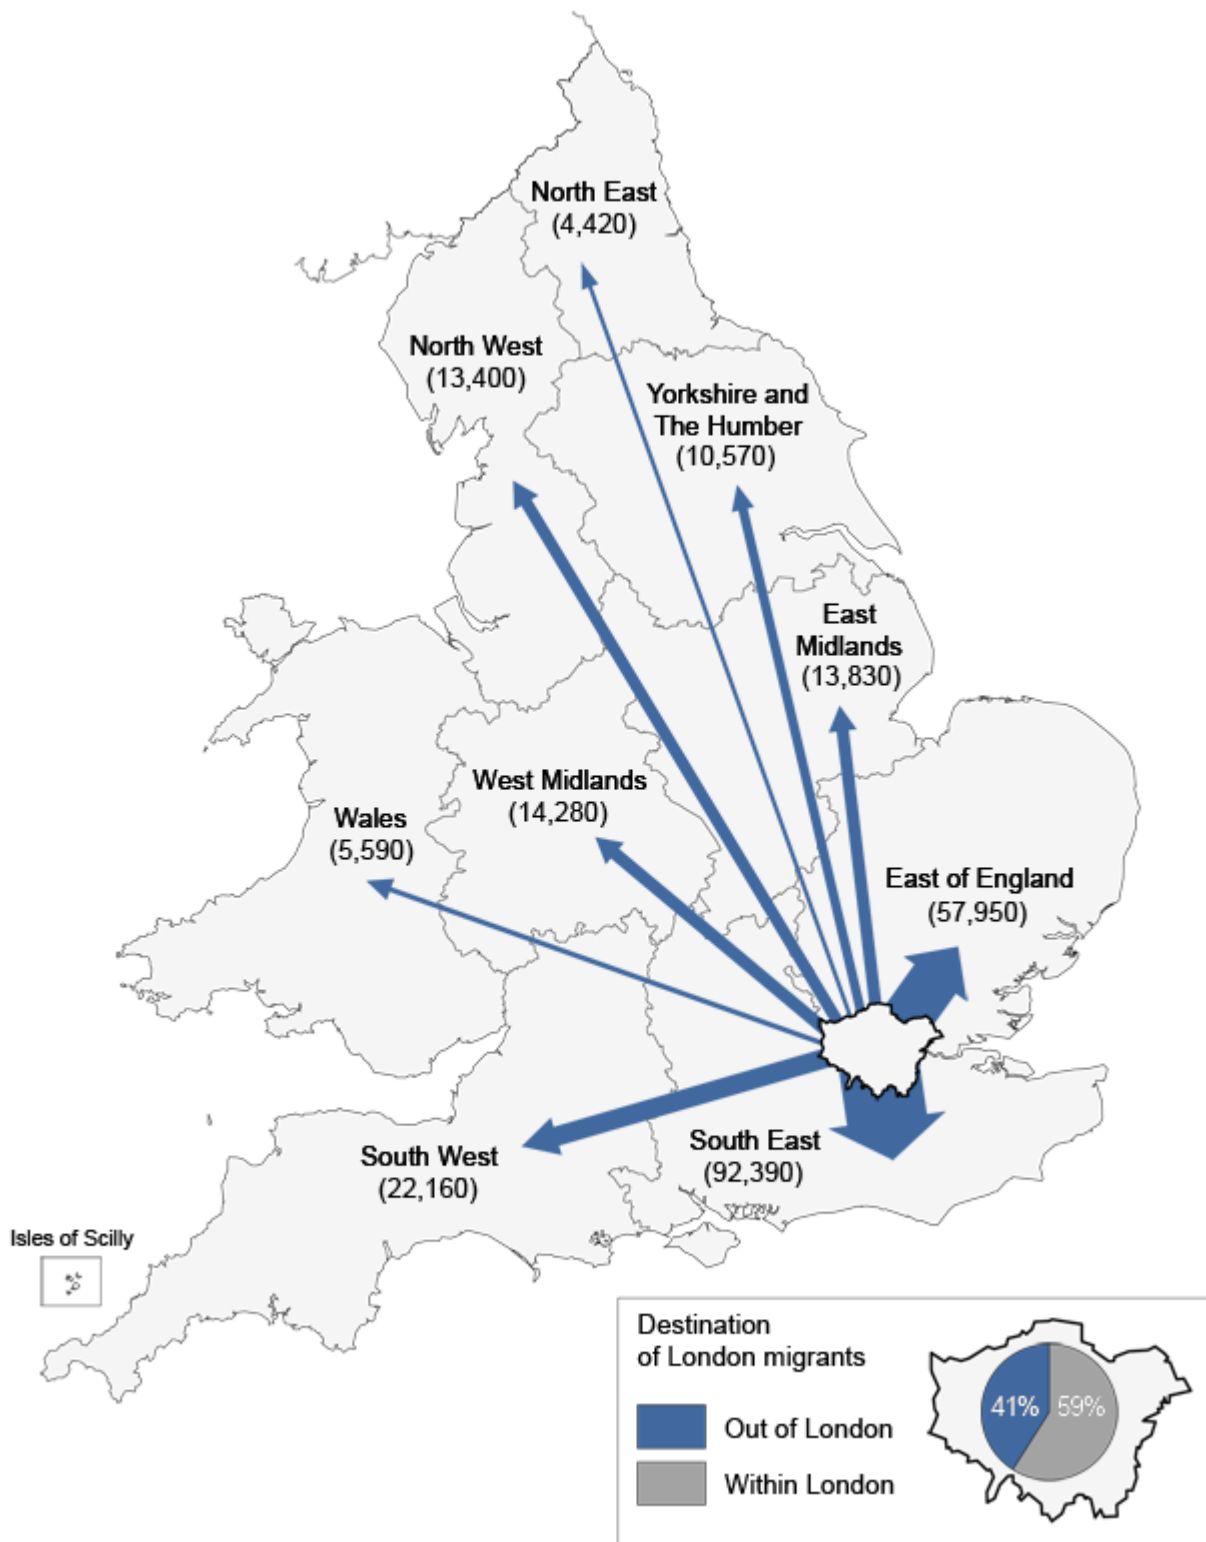 North East
(4,420)
North West
(13,400)
Yorkshire and
The Humber
(10,570)
East
Midlands
(13,830)
West Midlands
(14,280)
Wales
(5,590)
East of England
(57,950)
South East
(92,390)
South West
(22,160)
Isles of Scilly
Destination
of London migrants
41% 59%
Out of London
Within London